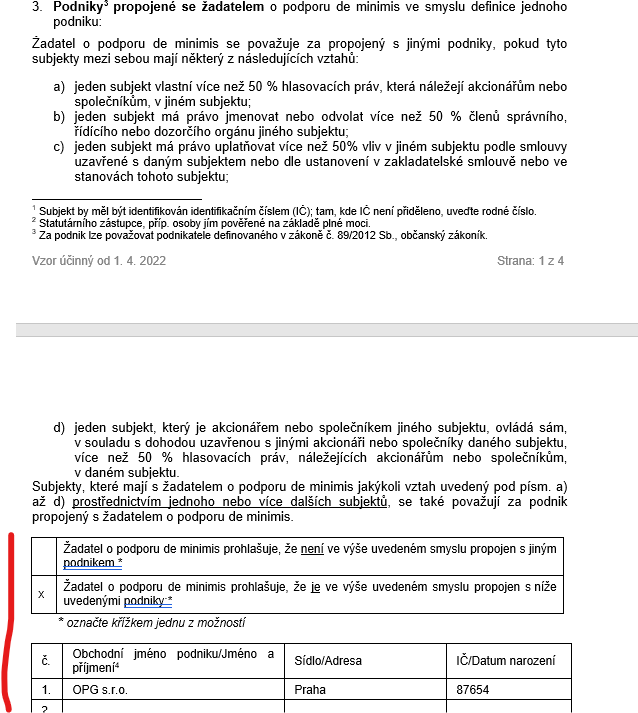 3. Podniky³ propojené se žadatelem o podporu de minimis ve smyslu definice jednoho
podniku:
Žadatel o podporu de minimis se považuje za propojený s jinými podniky, pokud tyto
subjekty mezi sebou mají některý z následujících vztahů:
a) jeden subjekt vlastní více než 50 % hlasovacích práv, která náležejí akcionářům nebo
společníkům, v jiném subjektu;
b) jeden subjekt má právo jmenovat nebo odvolat více než 50 % členů správního,
řídícího nebo dozorčího orgánu jiného subjektu;
c) jeden subjekt má právo uplatňovat více než 50% vliv v jiném subjektu podle smlouvy
uzavřené s daným subjektem nebo dle ustanovení v zakladatelské smlouvě nebo ve
stanovách tohoto subjektu;
¹ Subjekt by měl být identifikován identifikačním číslem (IČ); tam, kde IČ není přiděleno, uveďte rodné číslo.
² Statutárního zástupce, příp. osoby jím pověřené na základě plné moci.
³ Za podnik lze považovat podnikatele definovaného v zákoně č. 89/2012 Sb., občanský zákoník.
Vzor účinný od 1. 4. 2022 Strana: 1 z 4
d) jeden subjekt, který je akcionářem nebo společníkem jiného subjektu, ovládá sám,
v souladu s dohodou uzavřenou s jinými akcionáři nebo společníky daného subjektu,
více než 50 % hlasovacích práv, náležejících akcionářům nebo společníkům,
v daném subjektu.
Subjekty, které mají s žadatelem o podporu de minimis jakýkoli vztah uvedený pod písm. a)
až d) prostřednictvím jednoho nebo více dalších subjektů, se také považují za podnik
propojený s žadatelem o podporu de minimis.
Žadatel o podporu de minimis prohlašuje, že není ve výše uvedeném smyslu propojen s jiným
podnikem.*
x Žadatel o podporu de minimis prohlašuje, že je ve výše uvedeném smyslu propojen s níže
uvedenými podniky:*
* označte křížkem jednu z možností
č. Obchodní jméno podniku/Jméno a příjmení⁴ Sídlo/Adresa IČ/Datum narození
1. OPG s.r.o. Praha 87654
2